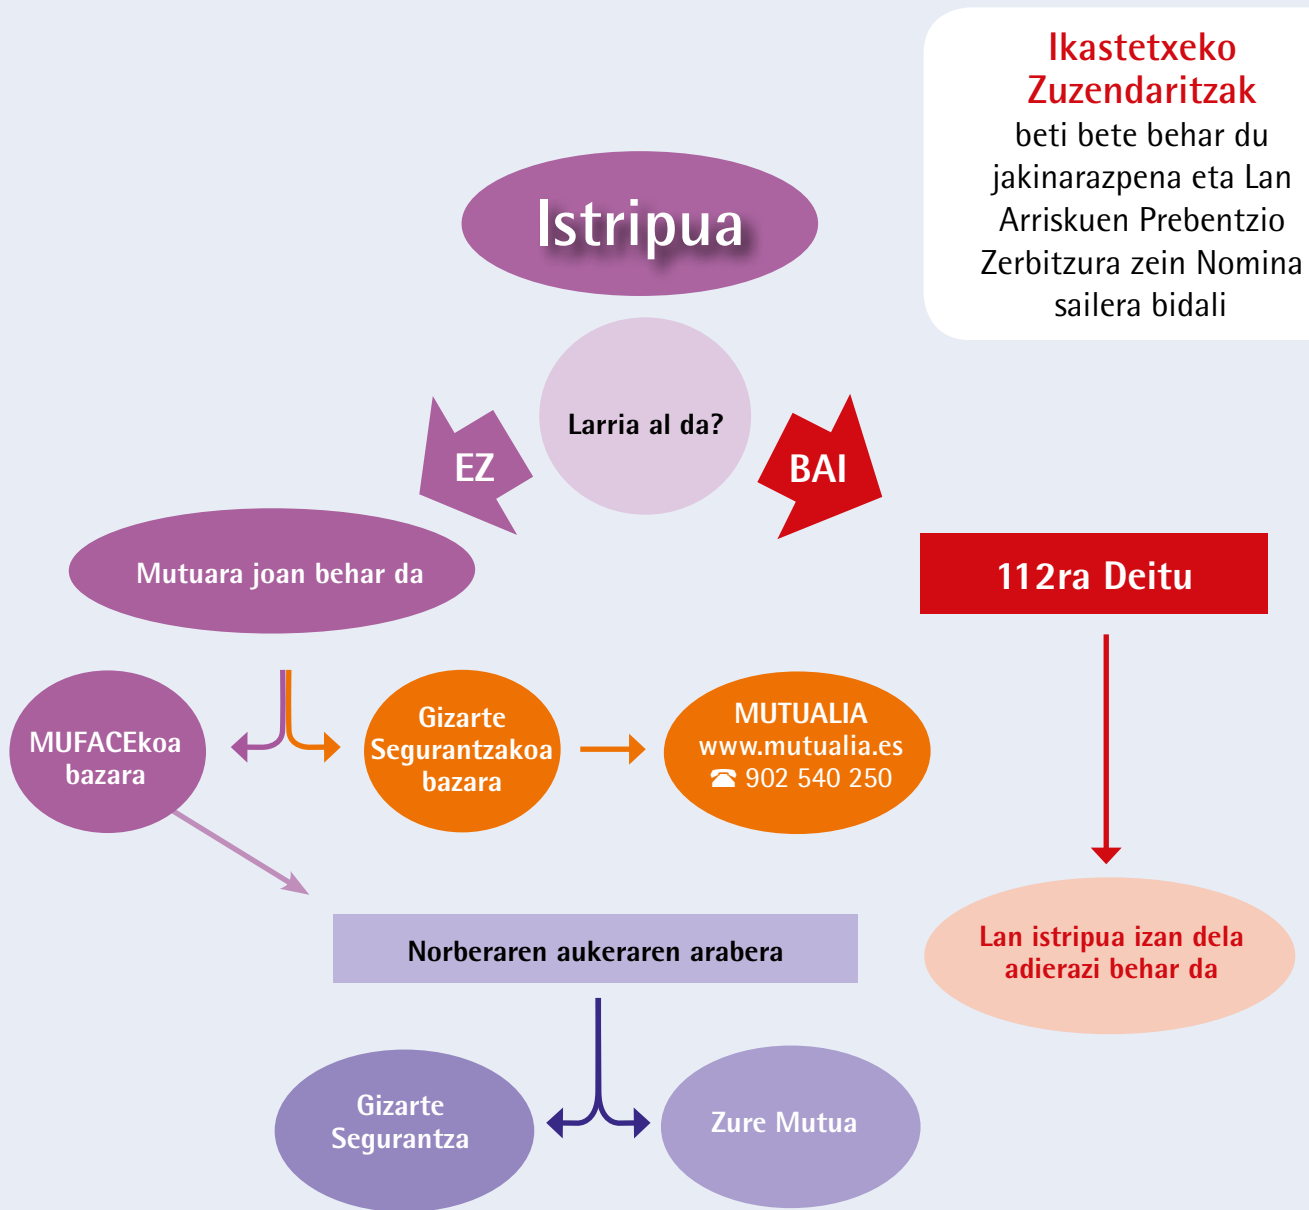 Ikastetxeko
Zuzendaritzak
beti bete behar du
jakinarazpena eta Lan
Arriskuen Prebentzio
Zerbitzura zein Nomina
sailera bidali
Istripua
Larria al da?
EZ
BAI
Mutuara joan behar da
112ra Deitu
MUFACEkoa
bazara
Gizarte
Segurantzakoa
bazara
MUTUALIA
www.mutualia.es
☎ 902 540 250
Norberaren aukeraren arabera
Lan istripua izan dela
adierazi behar da
Gizarte
Segurantza
Zure Mutua